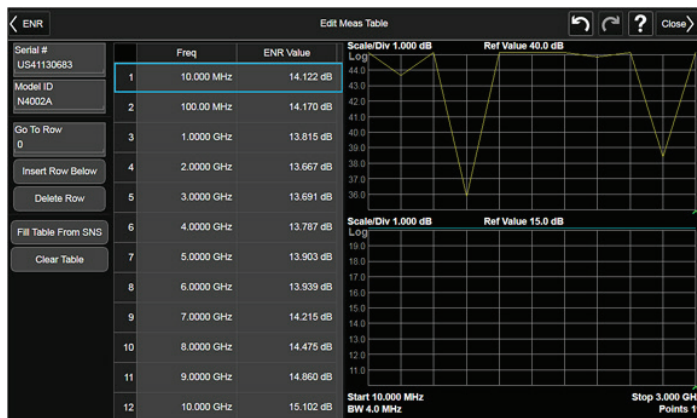 ENR
Edit Meas Table
?
Close
Serial #
US41130683
Model ID
N4002A
Go To Row
0
Insert Row Below
Delete Row
Fill Table From SNS
Clear Table
Freq ENR Value
1 10.000 MHz 14.122 dB
2 100.00 MHz 14.170 dB
3 1.0000 GHz 13.815 dB
4 2.0000 GHz 13.667 dB
5 3.0000 GHz 13.691 dB
6 4.0000 GHz 13.787 dB
7 5.0000 GHz 13.903 dB
8 6.0000 GHz 13.939 dB
9 7.0000 GHz 14.215 dB
10 8.0000 GHz 14.475 dB
11 9.0000 GHz 14.860 dB
12 10.000 GHz 15.102 dB
Scale/Div 1.000 dB Ref Value 40.0 dB
Log
44.0
43.0
42.0
41.0
40.0
39.0
38.0
37.0
36.0
Scale/Div 1.000 dB Ref Value 15.0 dB
Log
19.0
18.0
17.0
16.0
15.0
14.0
13.0
12.0
11.0
Start 10.000 MHz Stop 3.000
BW 4.0 MHz Points